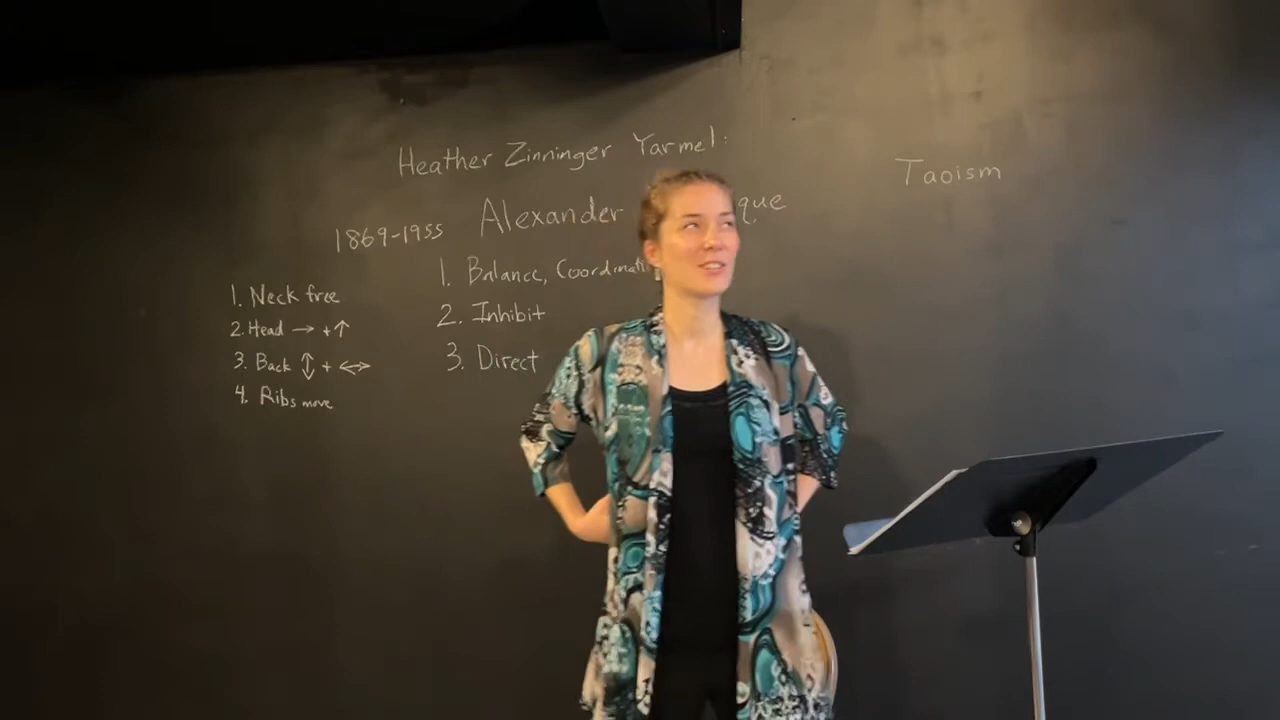 Heather Zinninger Yarmel:
Taoism
1869-1955 Alexander que
1. Balance, Coordinati
2. Inhibit
3. Direct
1. Neck free
2. Head → + ↑
3. Back ↕ + ↔
4. Ribs move